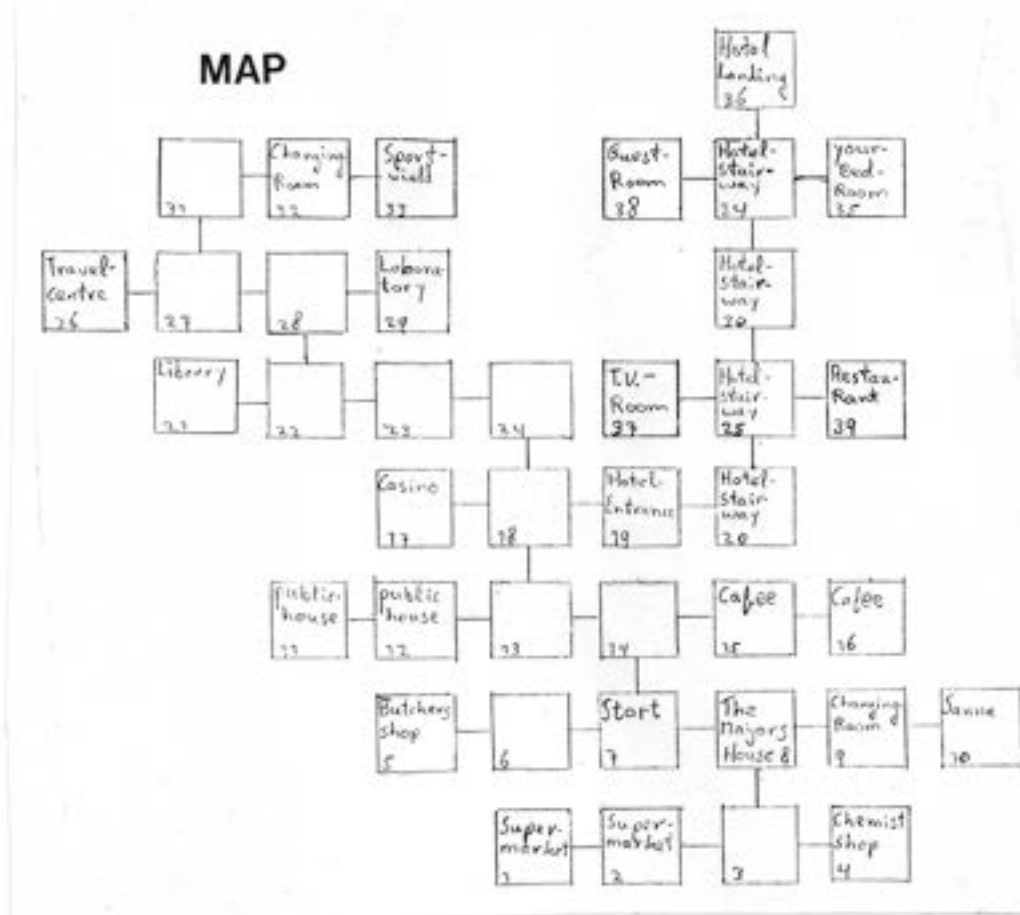 MAP
Hotel
Landing
36
31
Changing
Room
32
Sport-
33
Guest-
Room
38
Hotel-
stair-
way
34
your-
Bed-
Room
35
Travel-
centre
26
27
28
Labora-
tory
29
Hotel-
stair-
way
30
Library
21
22
23
24
T.V.-
Room
37
Hotel-
stair-
way
25
Restau-
Rant
39
Casino
17
18
Hotel-
Entrance
19
Hotel-
Stair-
way
20
public-
house
11
public
house
12
13
14
Cafee
15
Cafee
16
Butchers
shop
5
6
Start
7
The
Majors
House 8
Changing
Room
9
Sauna
10
Super-
market
1
Super-
market
2
3
Chemist
shop
4